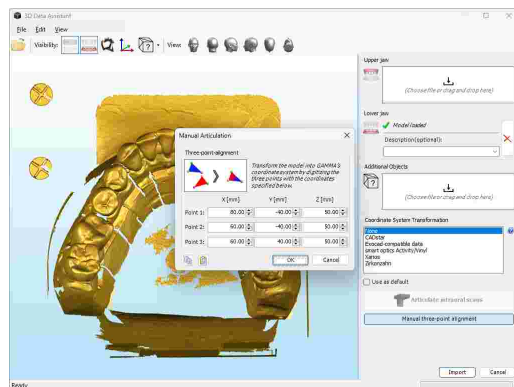 3D Data Assistant
File Edit View
Visibility:
View:
Upper jaw
(Choose file or drag and drop here)
Lower jaw
Model loaded
Description(optional):
Additional Objects
(Choose file or drag and drop here)
Coordinate System Transformation
None
CADstar
Exocad-compatible data
smart optics Activity/Vinyl
Xanos
Zirkonzahn
Use as default
Articulate intraoral scans
Manual three-point alignment
Import Cancel
Ready
Manual Articulation
Three-point-alignment
Transform the model into GAMMA'S
coordinate system by digitizing the
three points with the coordinates
specified below.
X [mm] Y [mm] Z [mm]
Point 1: 80.00 -40.00 50.00
Point 2: 60.00 -40.00 50.00
Point 3: 60.00 40.00 50.00
OK Cancel